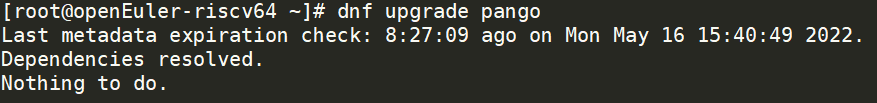 [root@openEuler-riscv64 ~]# dnf upgrade pango
Last metadata expiration check: 8:27:09 ago on Mon May 16 15:40:49 2022.
Dependencies resolved.
Nothing to do.